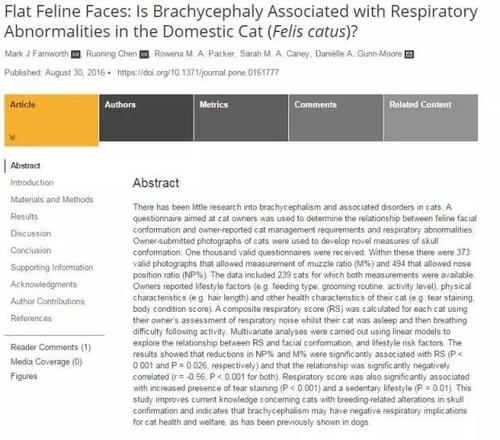 Flat Feline Faces: Is Brachycephaly Associated with Respiratory
Abnormalities in the Domestic Cat (Felis catus)?
Mark J Farnworth, Ruoning Chen, Rowena M. A. Packer, Sarah M. A. Caney, Danièlle A. Gunn-Moore
Published: August 30, 2016 • https://doi.org/10.1371/journal.pone.0161777
Article
Authors
Metrics
Comments
Related Content
Abstract
Introduction
Materials and Methods
Results
Discussion
Conclusion
Supporting Information
Acknowledgments
Author Contributions
References
Reader Comments (1)
Media Coverage (0)
Figures
Abstract
There has been little research into brachycephalism and associated disorders in cats. A
questionnaire aimed at cat owners was used to determine the relationship between feline facial
conformation and owner-reported cat management requirements and respiratory abnormalities.
Owner-submitted photographs of cats were used to develop novel measures of skull
conformation. One thousand valid questionnaires were received. Within these there were 373
valid photographs that allowed measurement of muzzle ratio (M%) and 494 that allowed nose
position ratio (NP%). The data included 239 cats for which both measurements were available.
Owners reported lifestyle factors (e.g. feeding type, grooming routine, activity level), physical
characteristics (e.g. hair length) and other health characteristics of their cat (e.g. tear staining,
body condition score). A composite respiratory score (RS) was calculated for each cat using
their owner's assessment of respiratory noise whilst their cat was asleep and then breathing
difficulty following activity. Multivariate analyses were carried out using linear models to
explore the relationship between RS and facial conformation, and lifestyle risk factors. The
results showed that reductions in NP% and M% were significantly associated with RS (P <
0.001 and P = 0.026, respectively) and that the relationship was significantly negatively
correlated (r = -0.56, P < 0.001 for both). Respiratory score was also significantly associated
with increased presence of tear staining (P < 0.001) and a sedentary lifestyle (P = 0.01). This
study improves current knowledge concerning cats with breeding-related alterations in skull
confirmation and indicates that brachycephalism may have negative respiratory implications
for cat health and welfare, as has been previously shown in dogs.